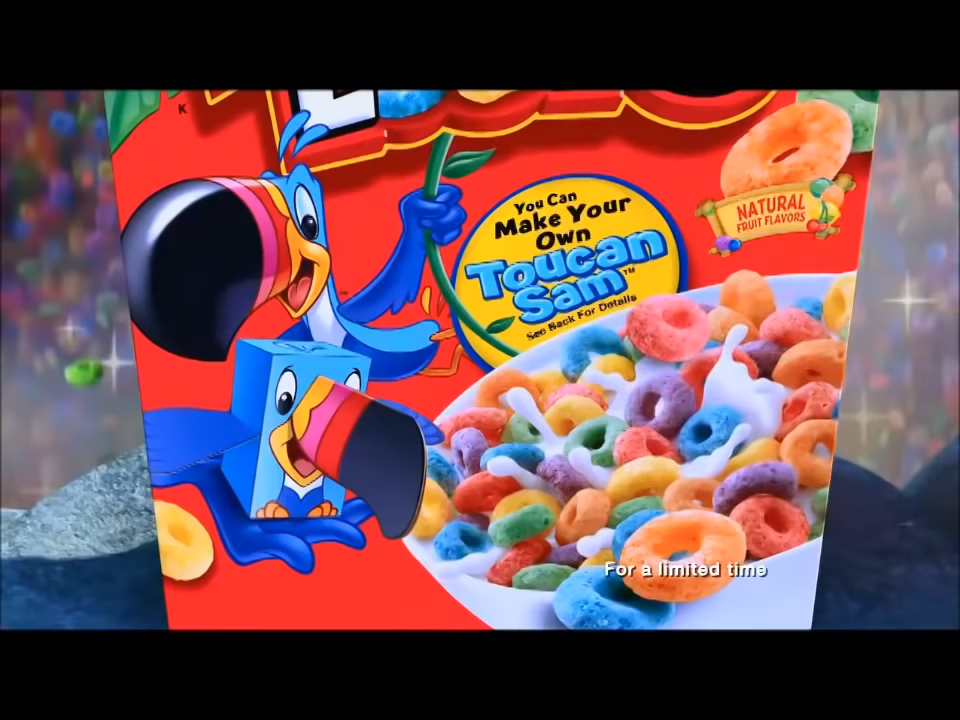 K
You Can
Make Your
Own
Toucan
Sam™
See Back For Details
NATURAL
FRUIT FLAVORS
For a limited time